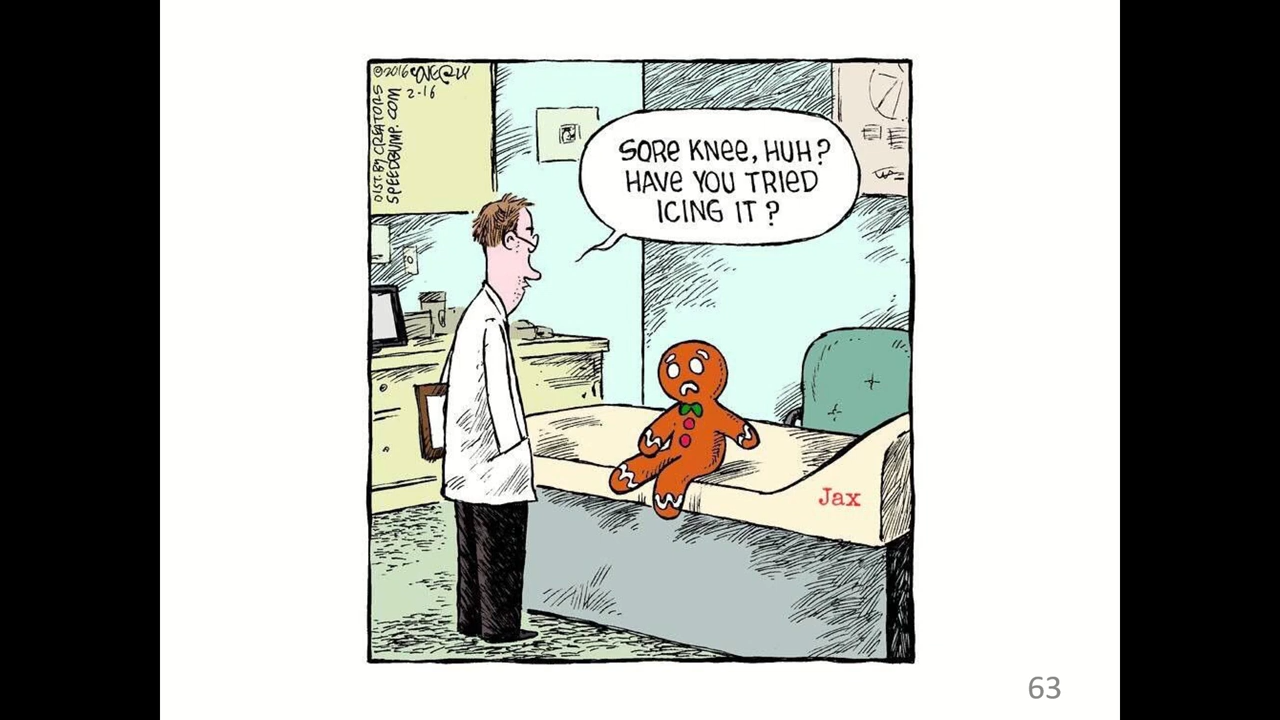 ©2016
2-16
DIST. BY CREATORS
SPEEDBUMP.COM
SORE KNEE, HUH?
HAVE YOU TRIED
ICING IT?
Jax
63